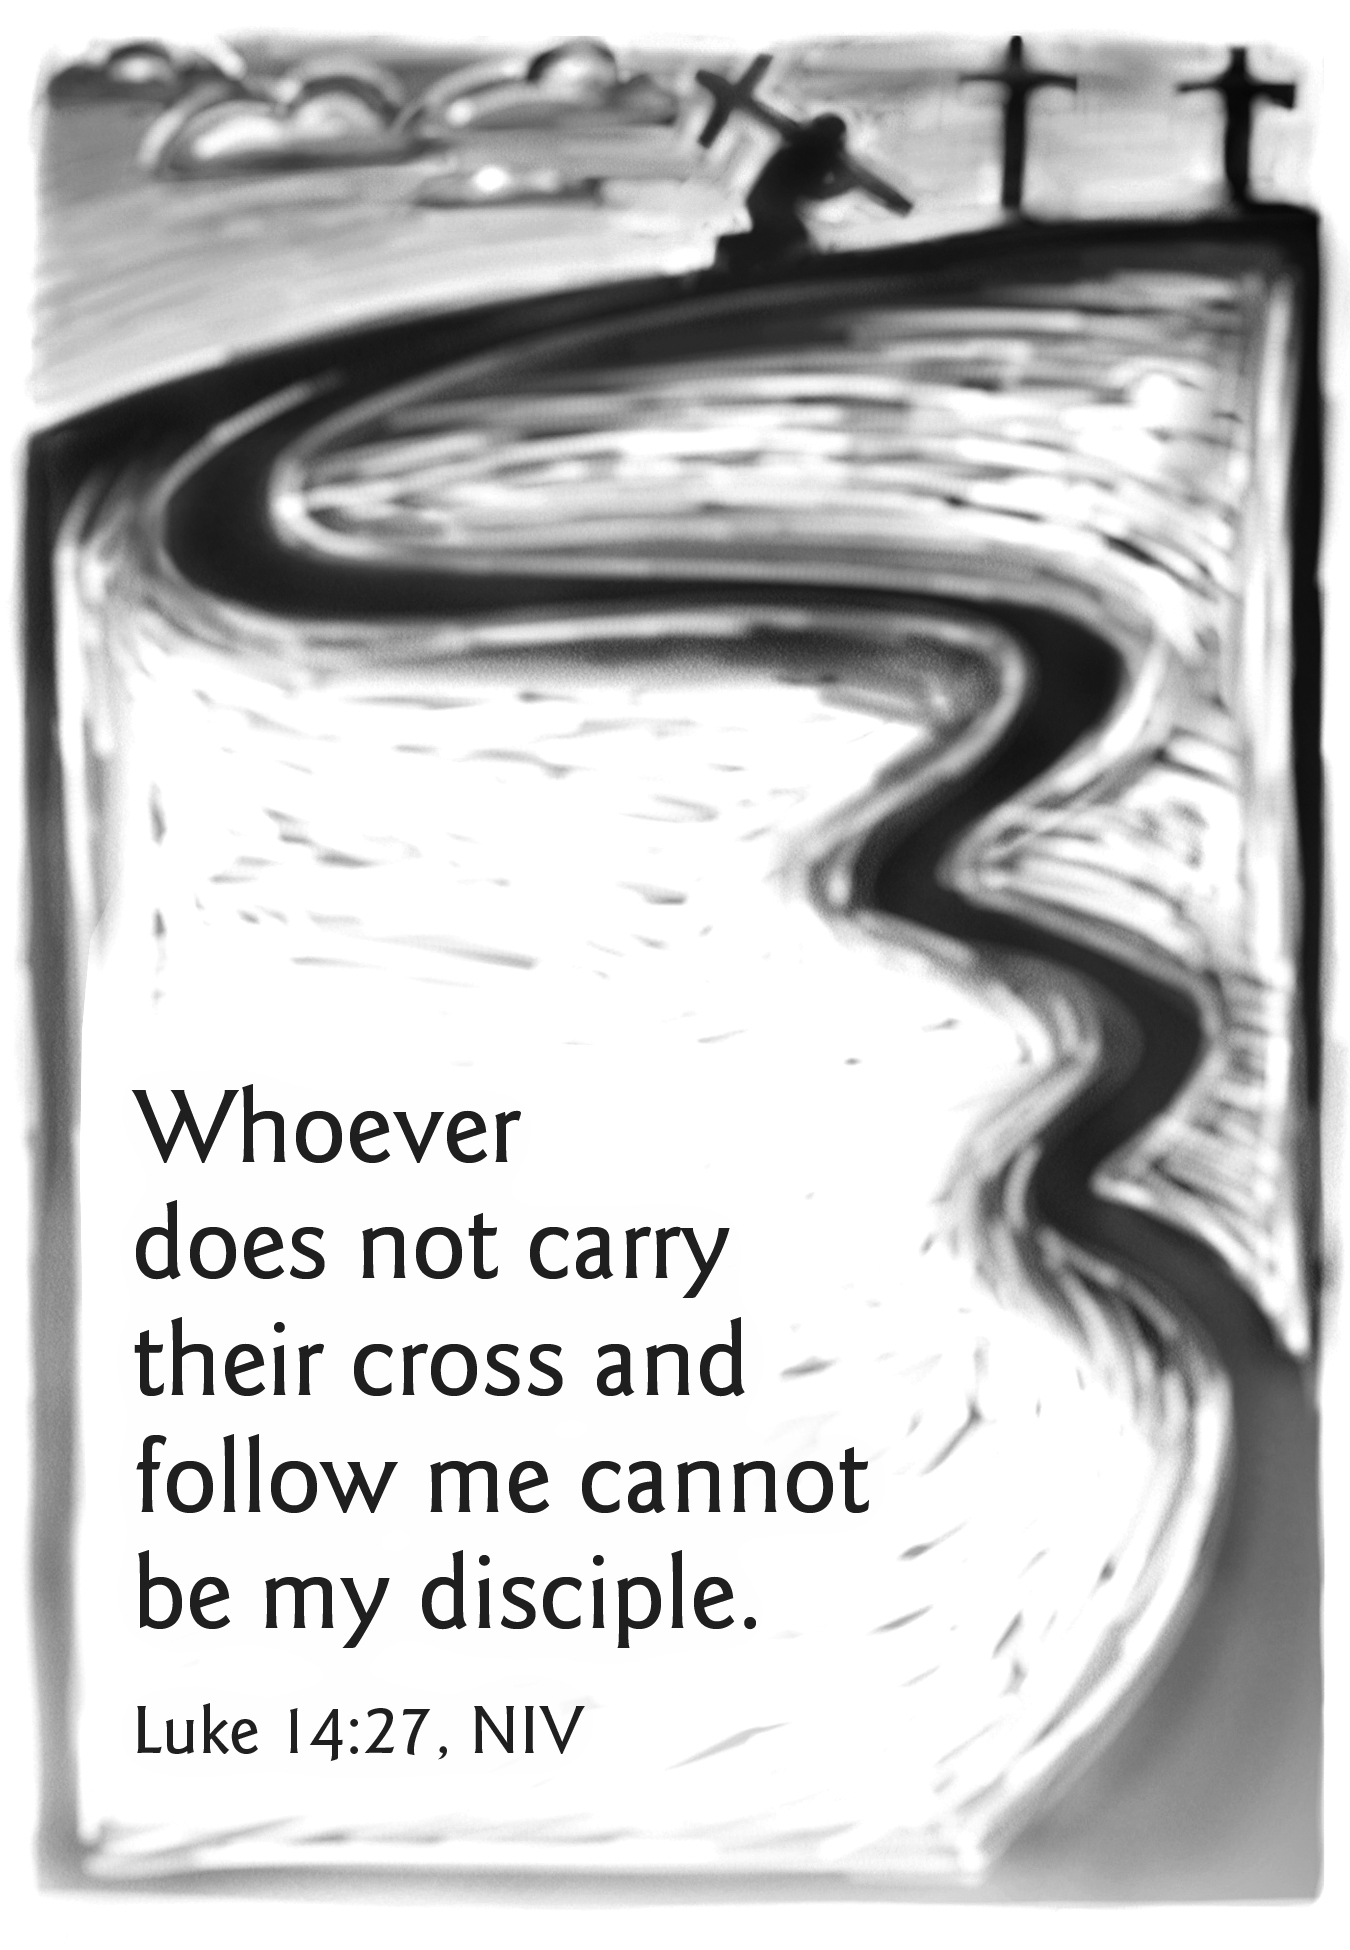 Whoever
does not carry
their cross and
follow me cannot
be my disciple.
Luke 14:27, NIV